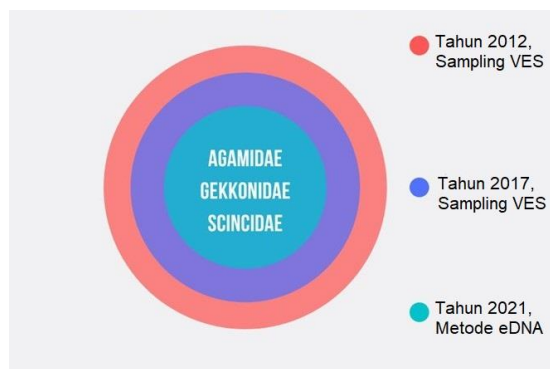 AGAMIDAE
GEKKONIDAE
SCINCIDAE
Tahun 2012,
Sampling VES
Tahun 2017,
Sampling VES
Tahun 2021,
Metode eDNA